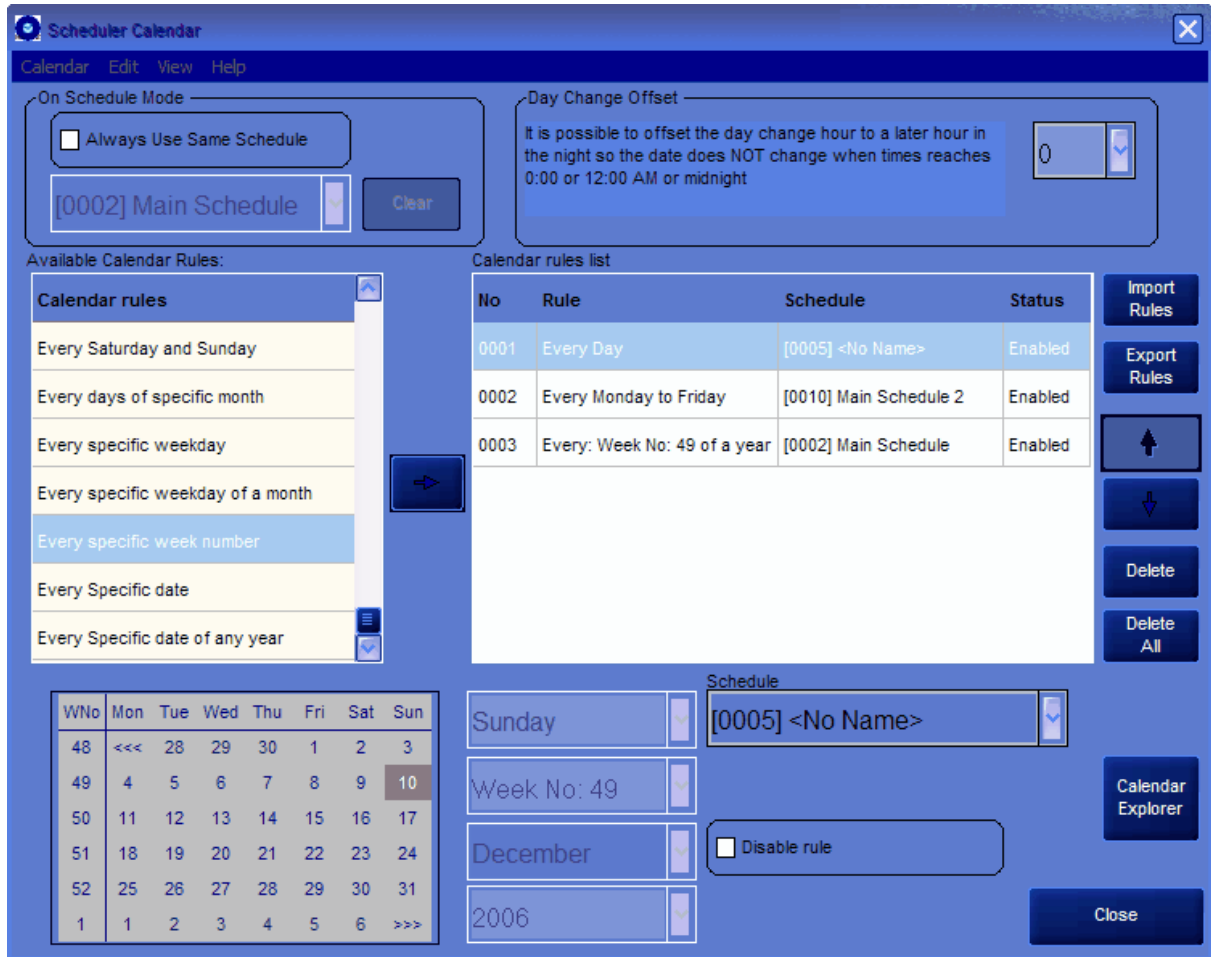 Scheduler Calendar
Calendar Edit View Help
On Schedule Mode
Always Use Same Schedule
[0002] Main Schedule
Clear
Day Change Offset
It is possible to offset the day change hour to a later hour in
the night so the date does NOT change when times reaches
0:00 or 12:00 AM or midnight
0
Available Calendar Rules:
Calendar rules
Every Saturday and Sunday
Every days of specific month
Every specific weekday
Every specific weekday of a month
Every specific week number
Every Specific date
Every Specific date of any year
Calendar rules list
No Rule Schedule Status
0001 Every Day [0005] <No Name> Enabled
0002 Every Monday to Friday [0010] Main Schedule 2 Enabled
0003 Every: Week No: 49 of a year [0002] Main Schedule Enabled
Import
Rules
Export
Rules
Delete
Delete
All
WNo Mon Tue Wed Thu Fri Sat Sun
48 <<< 28 29 30 1 2 3
49 4 5 6 7 8 9 10
50 11 12 13 14 15 16 17
51 18 19 20 21 22 23 24
52 25 26 27 28 29 30 31
1 1 2 3 4 5 6 >>>
Sunday
Week No: 49
December
2006
Schedule
[0005] <No Name>
Disable rule
Calendar
Explorer
Close